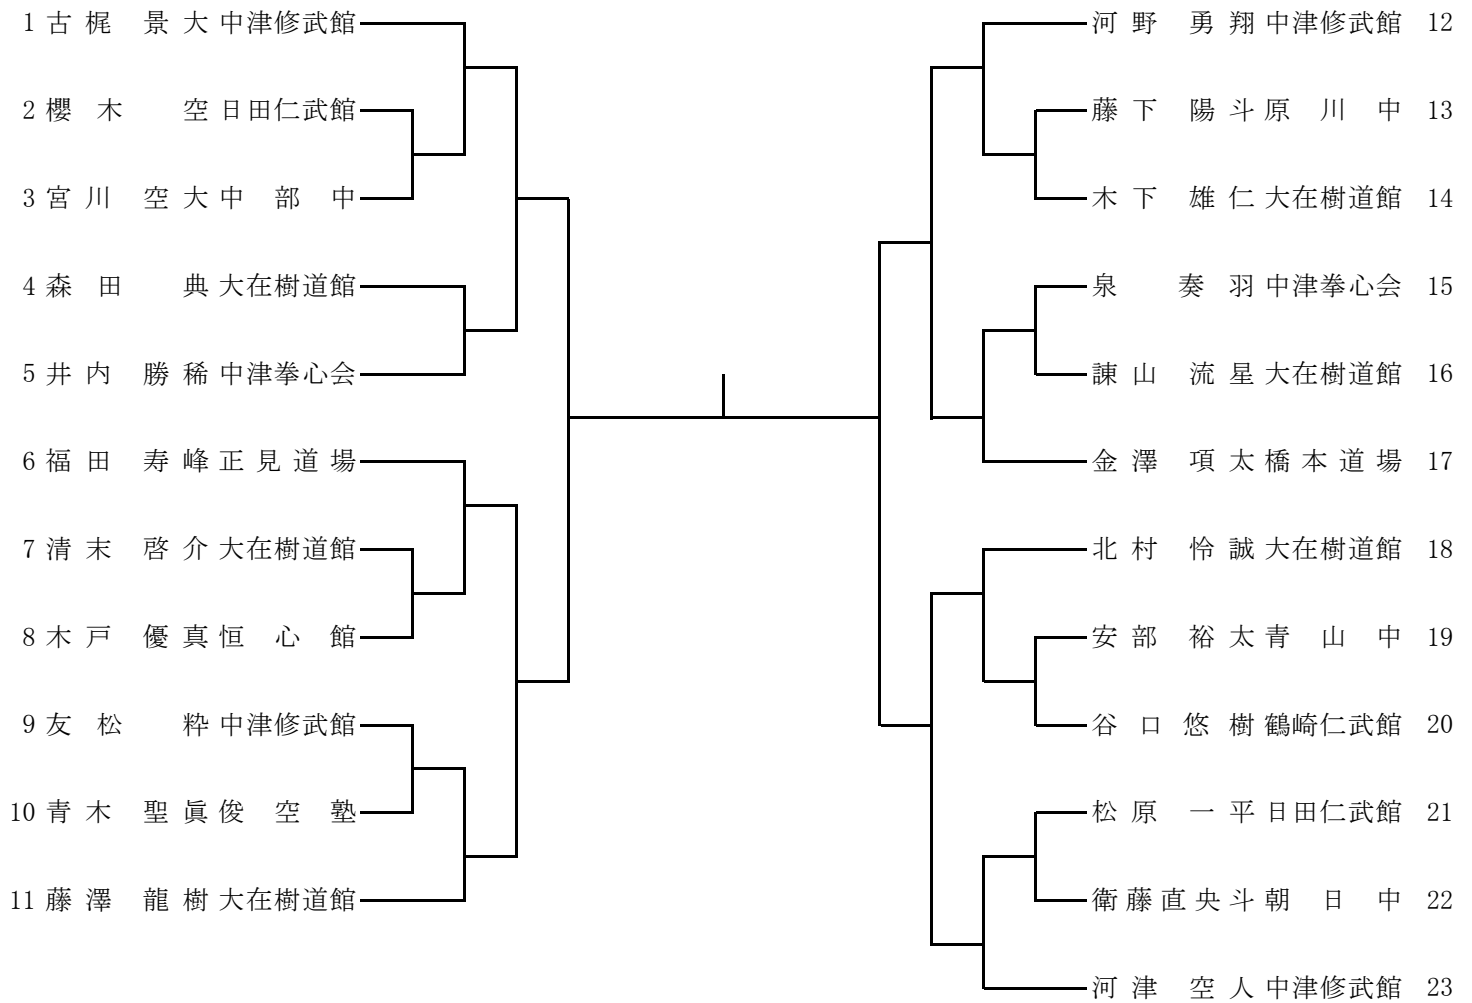 1 古梶 景大 中津修武館
2 櫻木 空 日田仁武館
3 宮川 空大 中部中
4 森田 典 大在樹道館
5 井内 勝稀 中津拳心会
6 福田 寿峰 正見道場
7 清末 啓介 大在樹道館
8 木戸 優真 恒心館
9 友松 粋 中津修武館
10 青木 聖眞 俊空塾
11 藤澤 龍樹 大在樹道館
河野 勇翔 中津修武館 12
藤下 陽斗 原川中 13
木下 雄仁 大在樹道館 14
泉 奏羽 中津拳心会 15
諌山 流星 大在樹道館 16
金澤 項太 橋本道場 17
北村 怜誠 大在樹道館 18
安部 裕太 青山中 19
谷口 悠樹 鶴崎仁武館 20
松原 一平 日田仁武館 21
衛藤直央斗 朝日中 22
河津 空人 中津修武館 23